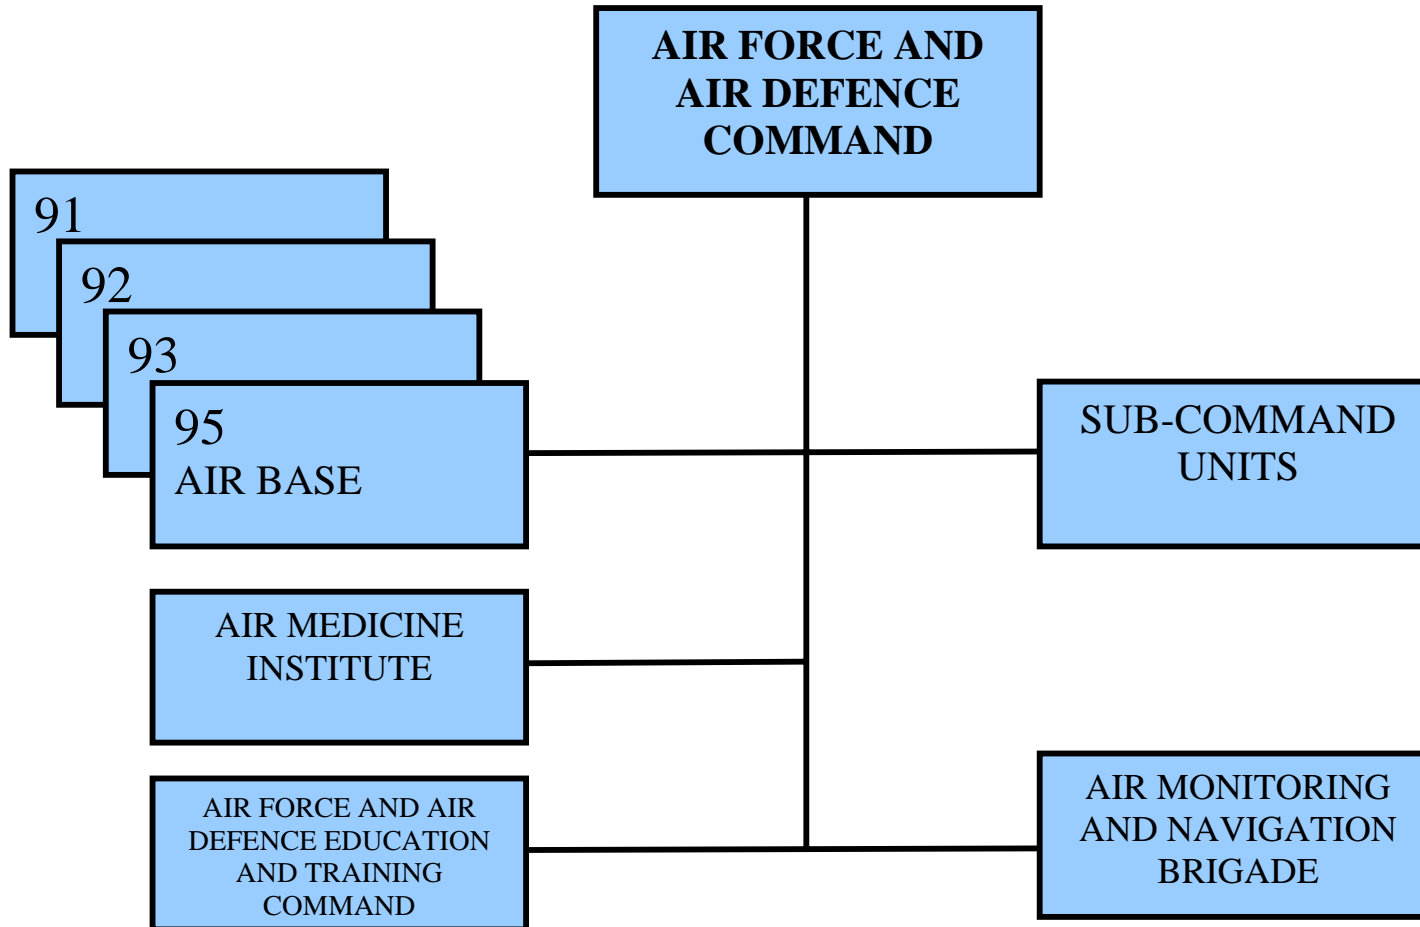 AIR FORCE AND
AIR DEFENCE
COMMAND
91
92
93
95
AIR BASE
SUB-COMMAND
UNITS
AIR MEDICINE
INSTITUTE
AIR FORCE AND AIR
DEFENCE EDUCATION
AND TRAINING
COMMAND
AIR MONITORING
AND NAVIGATION
BRIGADE